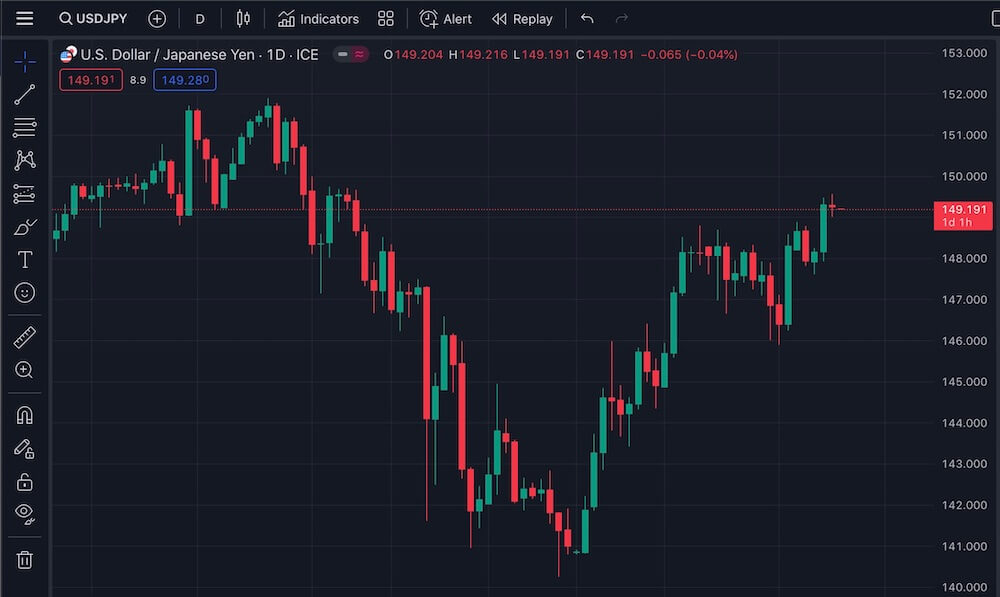 USDJPY D Indicators Alert Replay
U.S. Dollar / Japanese Yen · 1D · ICE O149.204 H149.216 L149.191 C149.191 −0.065 (−0.04%)
149.191 8.9 149.280
T
153.000
152.000
151.000
150.000
149.191
1d 1h
148.000
147.000
146.000
145.000
144.000
143.000
142.000
141.000
140.000